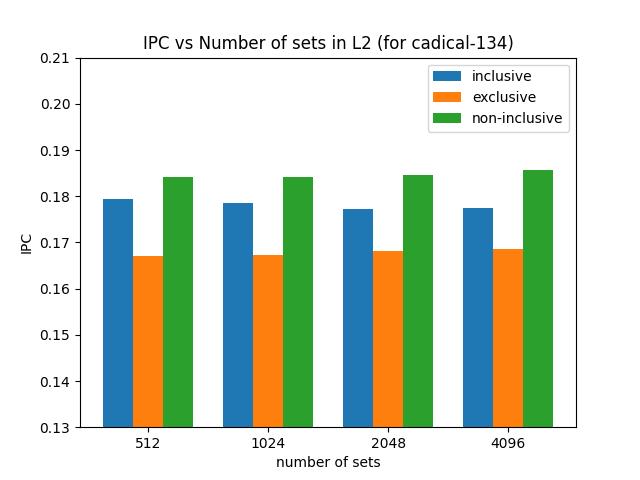 IPC vs Number of sets in L2 (for cadical-134)
inclusive
exclusive
non-inclusive
0.21
0.20
0.19
0.18
0.17
0.16
0.15
0.14
0.13
IPC
512 1024 2048 4096
number of sets